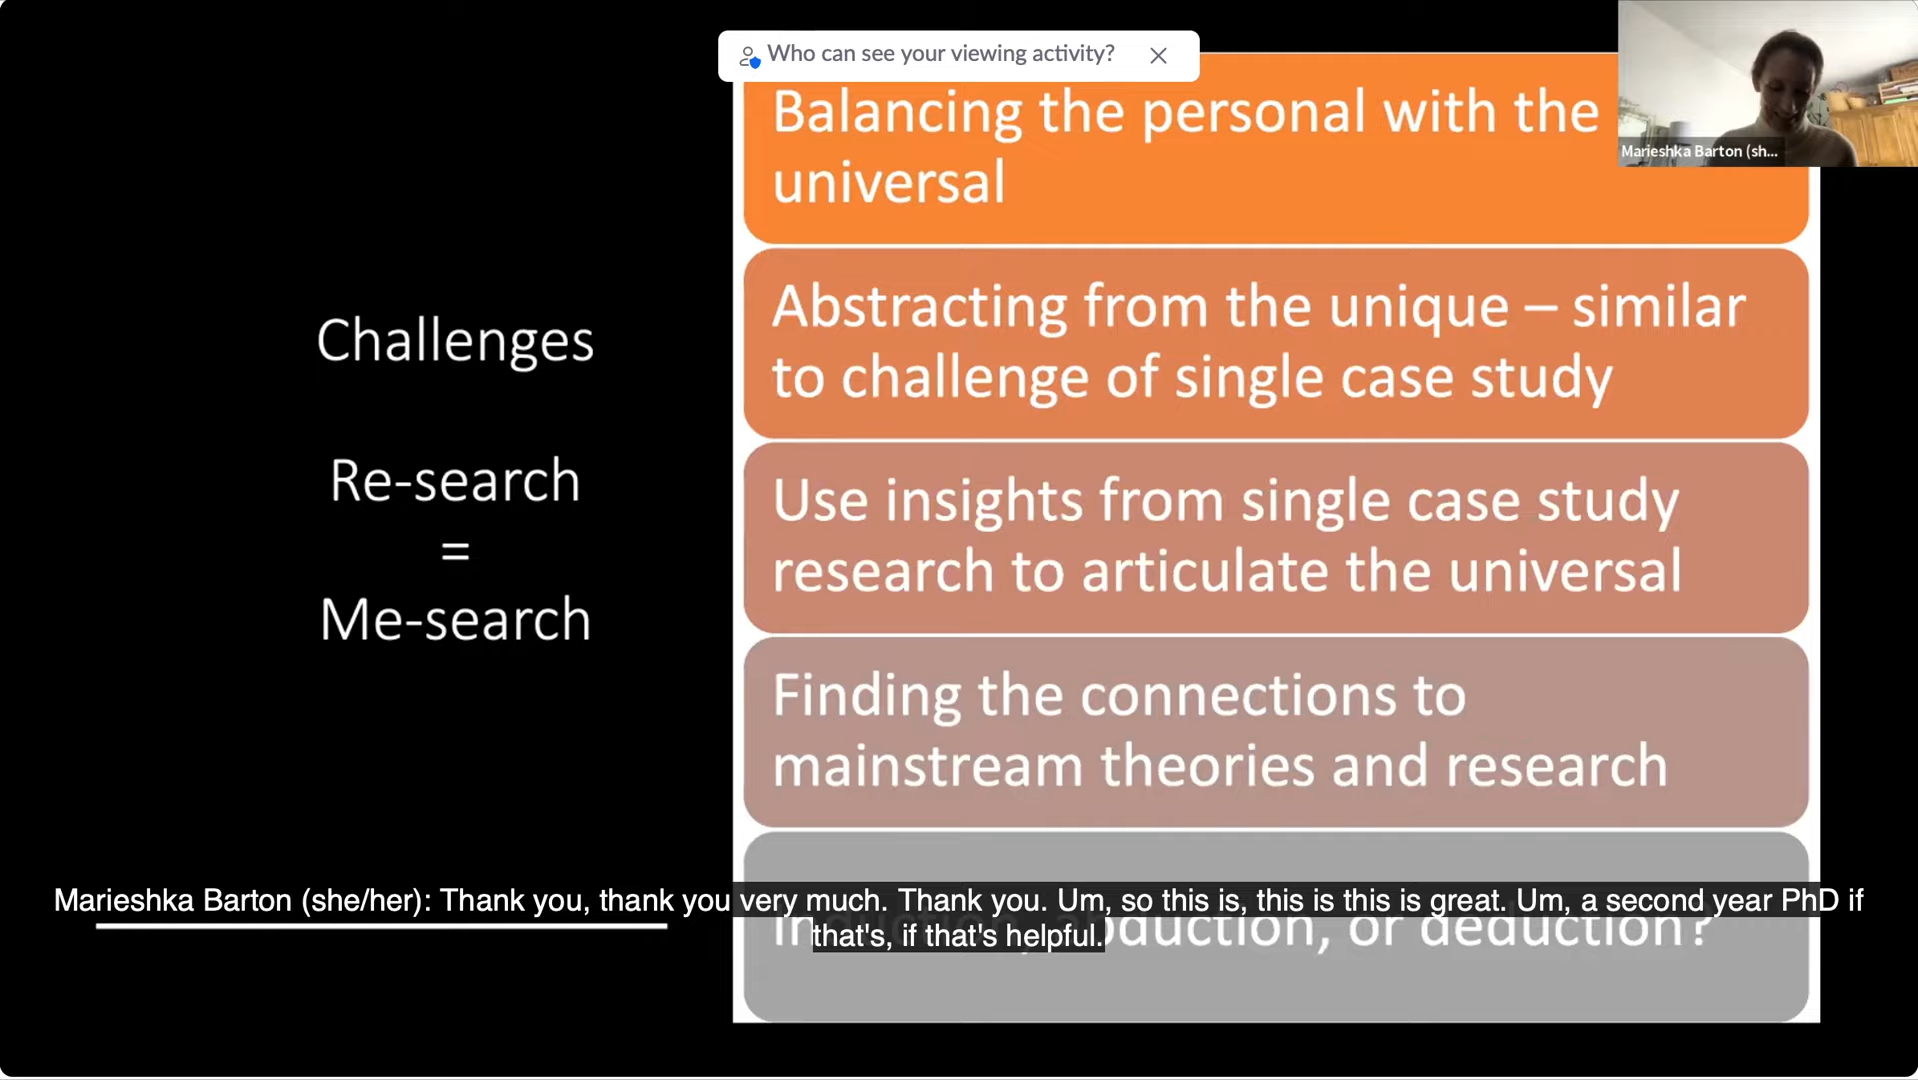 Who can see your viewing activity?
Marieshka Barton (sh...
Challenges
Re-search
=
Me-search
Balancing the personal with the
universal
Abstracting from the unique – similar
to challenge of single case study
Use insights from single case study
research to articulate the universal
Finding the connections to
mainstream theories and research
or deduction?
Marieshka Barton (she/her): Thank you, thank you very much. Thank you. Um, so this is, this is this is great. Um, a second year PhD if
that's, if that's helpful.